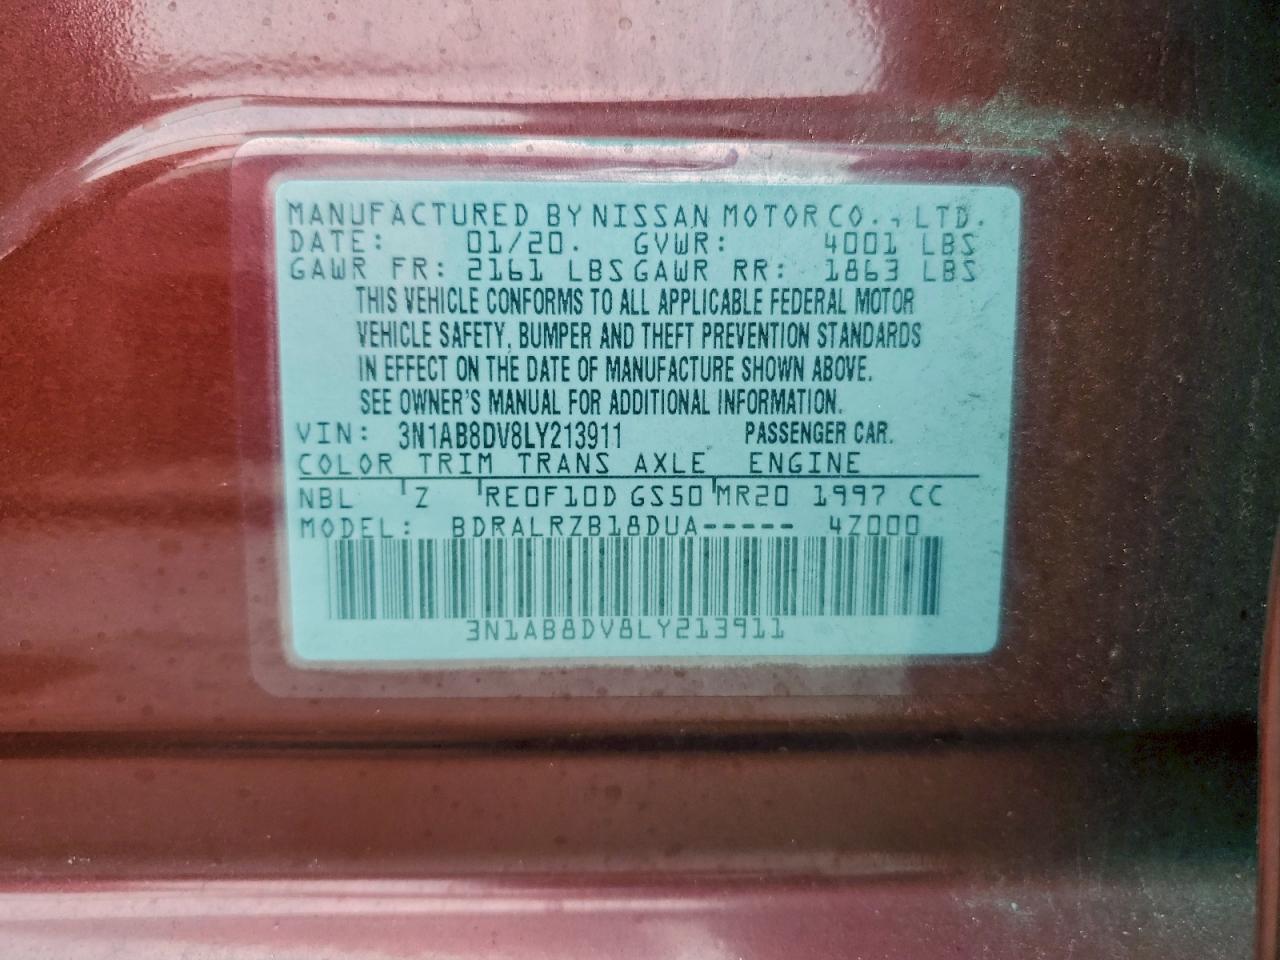 MANUFACTURED BY NISSAN MOTOR CO., LTD.
DATE: 01/20. GVWR: 4001 LBS
GAWR FR: 2161 LBS GAWR RR: 1863 LBS
THIS VEHICLE CONFORMS TO ALL APPLICABLE FEDERAL MOTOR
VEHICLE SAFETY, BUMPER AND THEFT PREVENTION STANDARDS
IN EFFECT ON THE DATE OF MANUFACTURE SHOWN ABOVE.
SEE OWNER'S MANUAL FOR ADDITIONAL INFORMATION.
VIN: 3N1AB8DV8LY213911 PASSENGER CAR.
COLOR TRIM TRANS AXLE ENGINE
NBL Z RE0F10D GS50 MR20 1997 CC
MODEL: BDRALRZB18DUA----- 4Z000
3N1AB8DV8LY213911